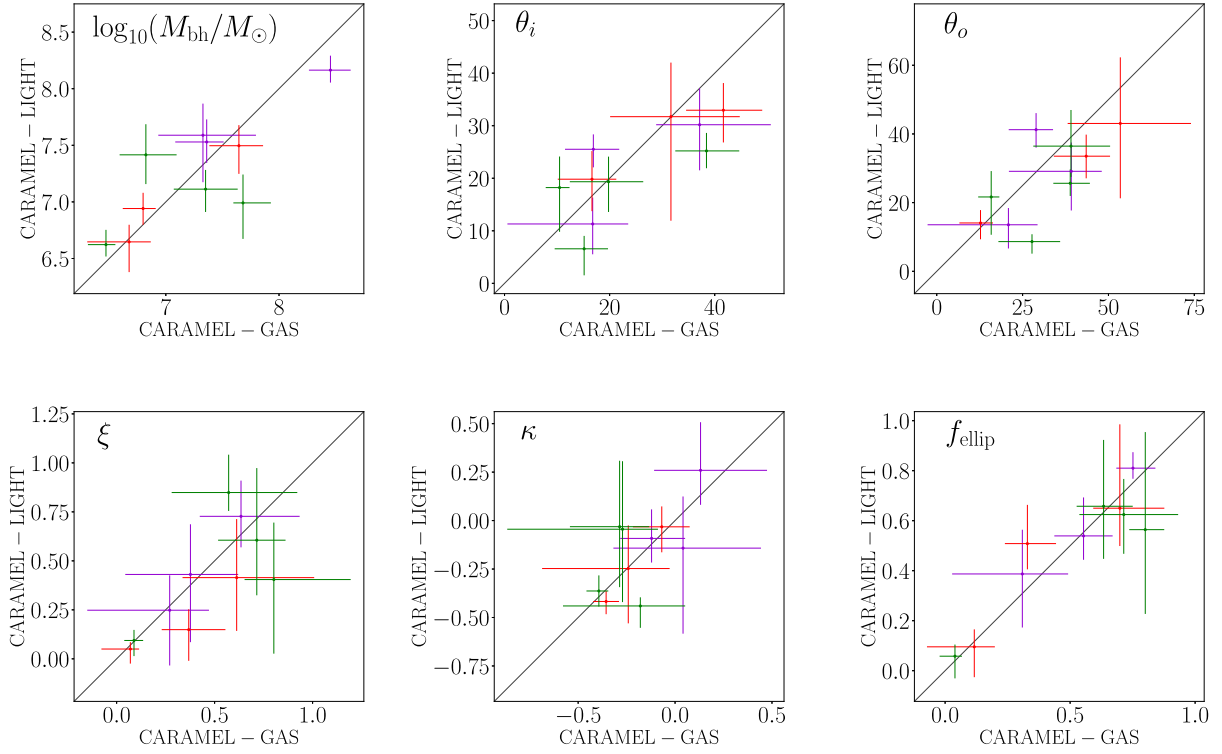 log₁₀(M_bh/M_⊙)
CARAMEL − LIGHT
8.5
8.0
7.5
7.0
6.5
7 8
CARAMEL − GAS
θ_i
CARAMEL − LIGHT
50
40
30
20
10
0
0 20 40
CARAMEL − GAS
θ_o
CARAMEL − LIGHT
60
40
20
0
0 25 50 75
CARAMEL − GAS
ξ
CARAMEL − LIGHT
1.25
1.00
0.75
0.50
0.25
0.00
0.0 0.5 1.0
CARAMEL − GAS
κ
CARAMEL − LIGHT
0.50
0.25
0.00
−0.25
−0.50
−0.75
−0.5 0.0 0.5
CARAMEL − GAS
f_ellip
CARAMEL − LIGHT
1.0
0.8
0.6
0.4
0.2
0.0
0.0 0.5 1.0
CARAMEL − GAS